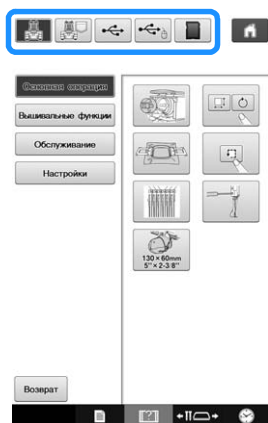 Основная операция
Вышивальные функции
Обслуживание
Настройки
130 × 60mm
5" × 2-3/8"
Возврат